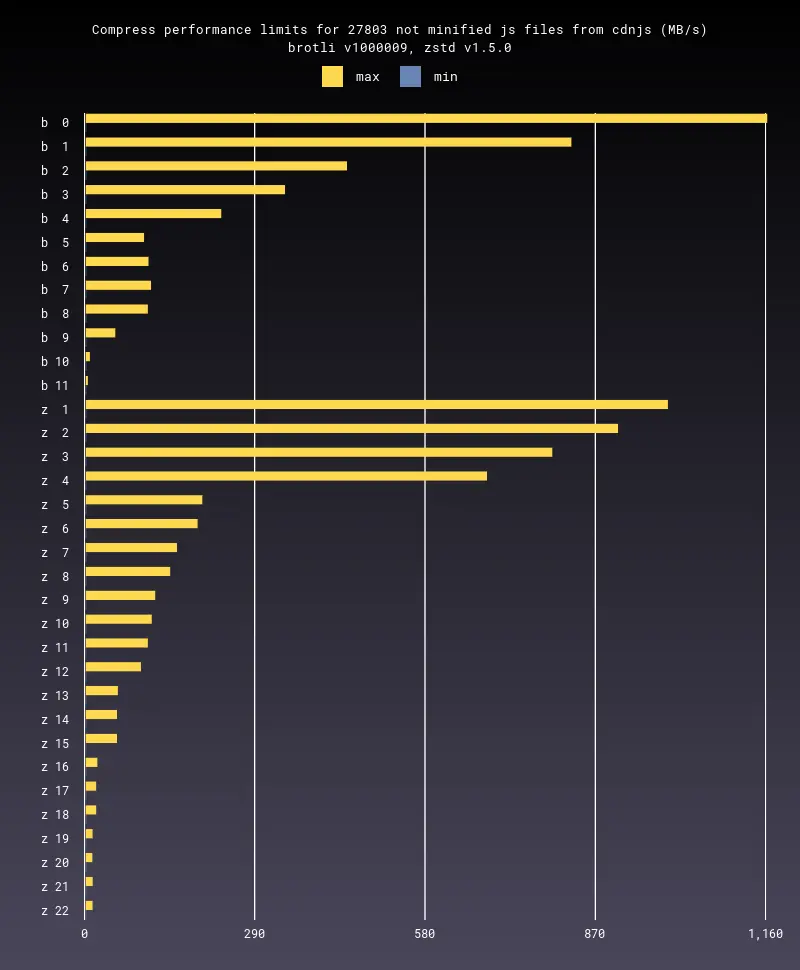 Compress performance limits for 27803 not minified js files from cdnjs (MB/s)
brotli v1000009, zstd v1.5.0
max min
b 0
b 1
b 2
b 3
b 4
b 5
b 6
b 7
b 8
b 9
b 10
b 11
z 1
z 2
z 3
z 4
z 5
z 6
z 7
z 8
z 9
z 10
z 11
z 12
z 13
z 14
z 15
z 16
z 17
z 18
z 19
z 20
z 21
z 22
0 290 580 870 1,160